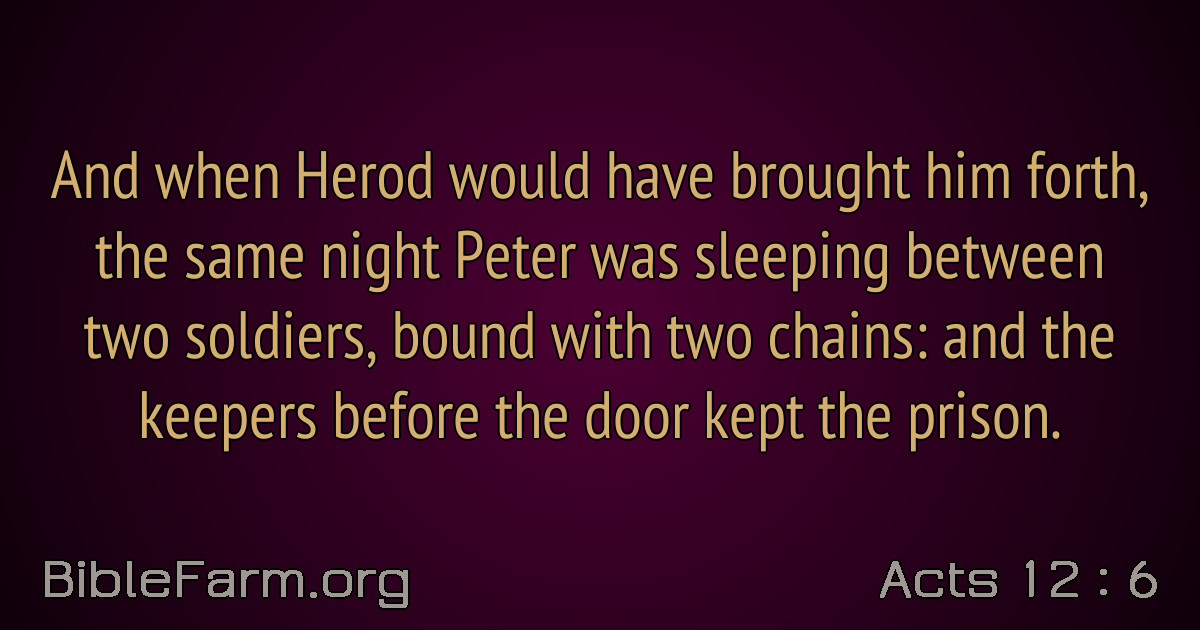 And when Herod would have brought him forth,
the same night Peter was sleeping between
two soldiers, bound with two chains: and the
keepers before the door kept the prison.
BibleFarm.org
Acts 12 : 6